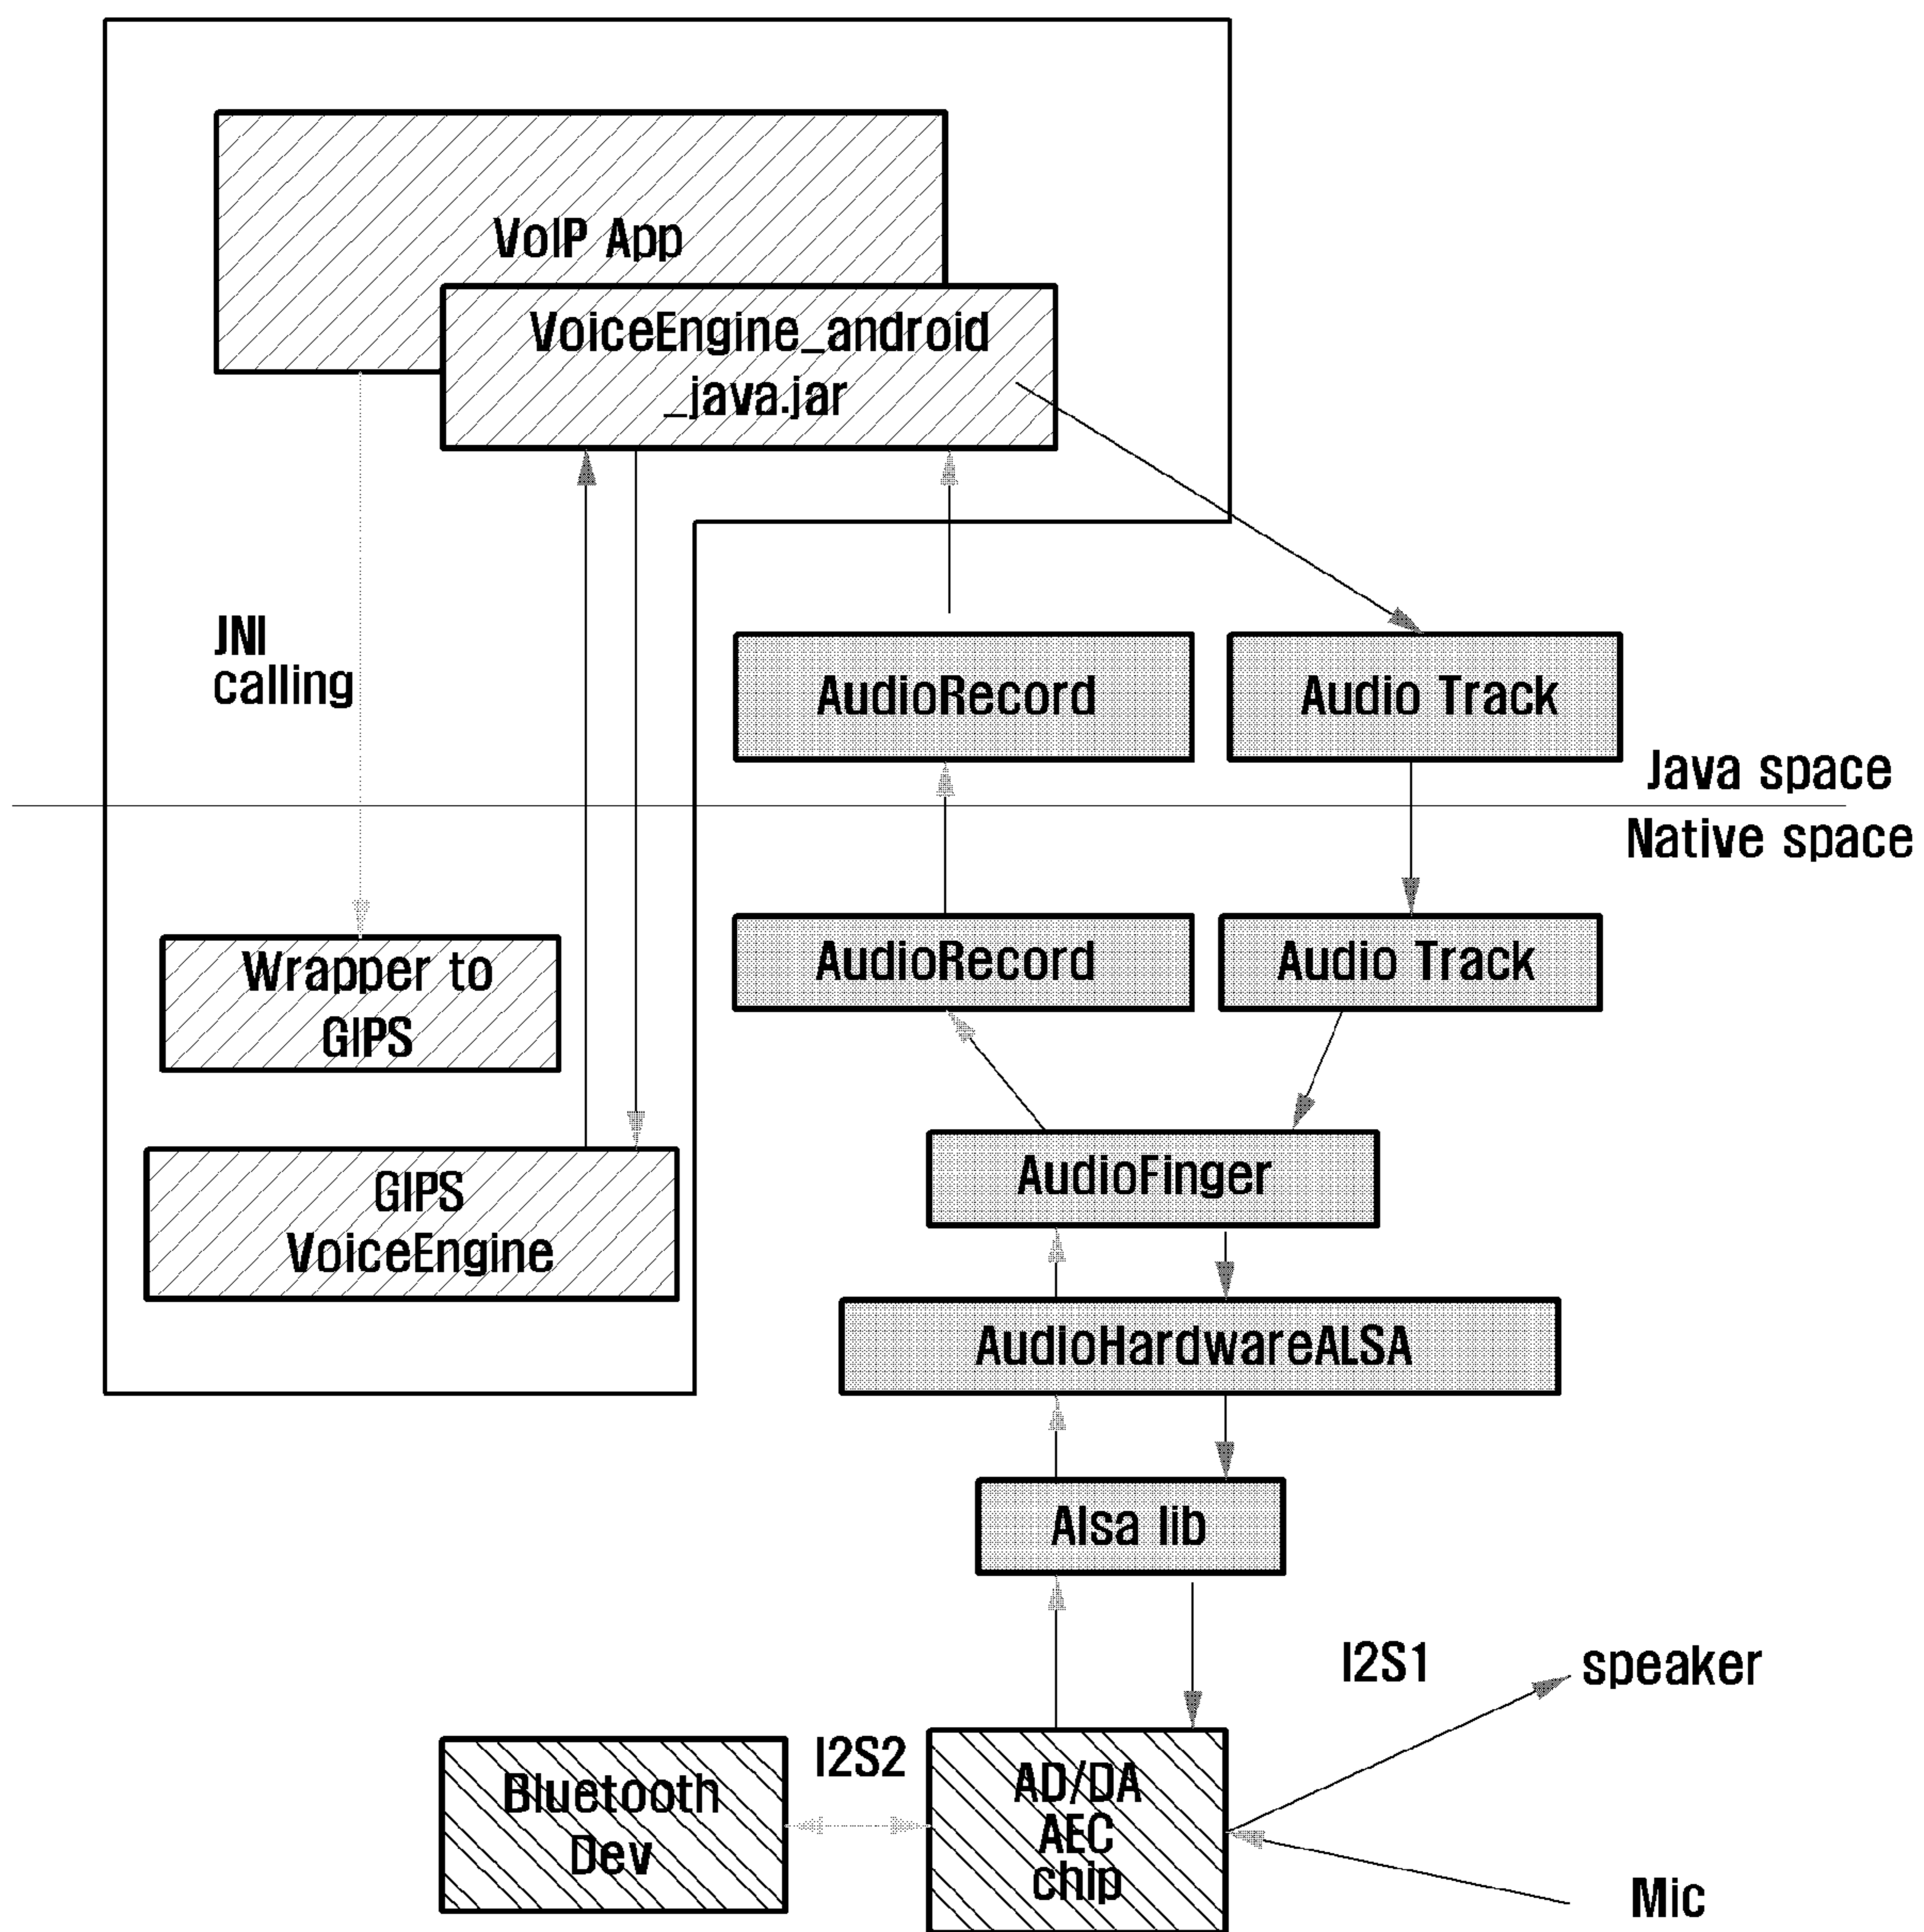 VoIP App
VoiceEngine_android
_java.jar
JNI
calling
AudioRecord
Audio Track
Java space
Native space
AudioRecord
Audio Track
Wrapper to
GIPS
AudioFinger
GIPS
VoiceEngine
AudioHardwareALSA
Alsa lib
I2S1
speaker
I2S2
Bluetooth
Dev
AD/DA
AEC
chip
Mic